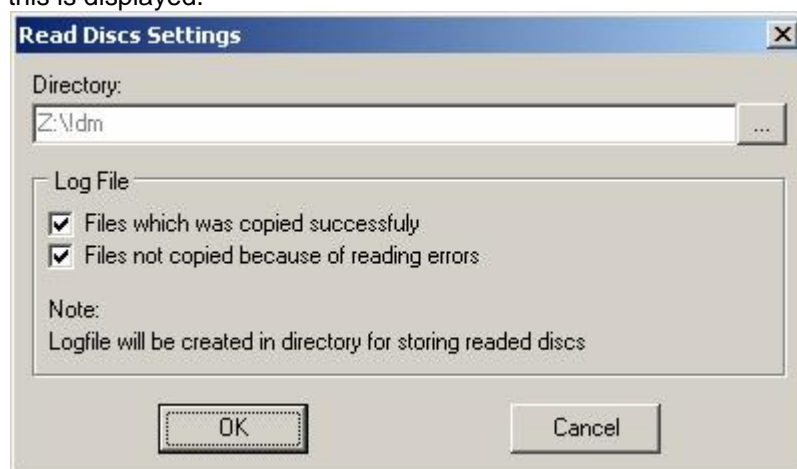 this is displayed:
Read Discs Settings
Directory:
Z:\!dm
...
Log File
Files which was copied successfuly
Files not copied because of reading errors
Note:
Logfile will be created in directory for storing readed discs
OK
Cancel